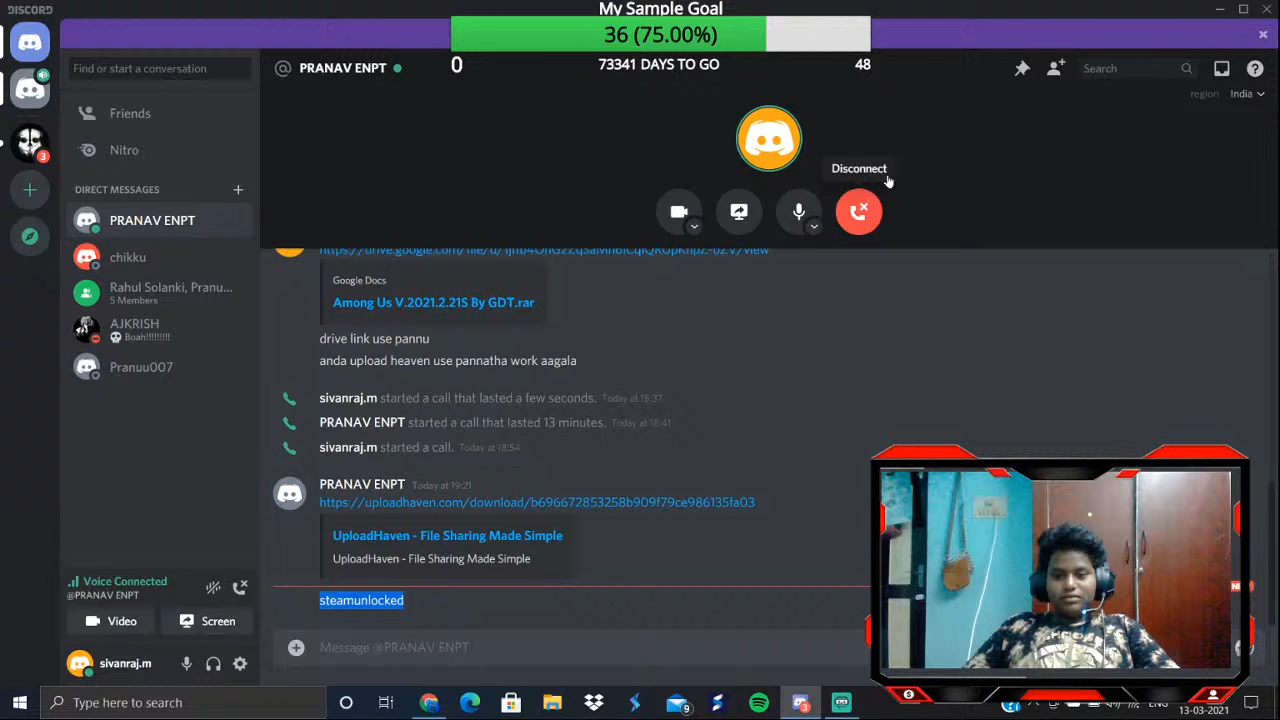 DISCORD
My Sample Goal
36 (75.00%)
0
73341 DAYS TO GO
48
Find or start a conversation
@ PRANAV ENPT
Search
region
India
Friends
Nitro
Disconnect
DIRECT MESSAGES
PRANAV ENPT
chikku
Rahul Solanki, Pranu...
5 Members
AJKRISH
Boah!!!!!!!!!
Pranuu007
Google Docs
Among Us V.2021.2.21S By GDT.rar
drive link use pannu
anda upload heaven use pannatha work aagala
sivanraj.m started a call that lasted a few seconds. Today at 18:37
PRANAV ENPT started a call that lasted 13 minutes. Today at 18:41
sivanraj.m started a call. Today at 18:54
PRANAV ENPT Today at 19:21
https://uploadhaven.com/download/b696672853258b909f79ce986135fa03
UploadHaven - File Sharing Made Simple
UploadHaven - File Sharing Made Simple
NEW
steamunlocked
Voice Connected
@PRANAV ENPT
Video
Screen
Message @PRANAV ENPT
sivanraj.m
Type here to search
13-03-2021